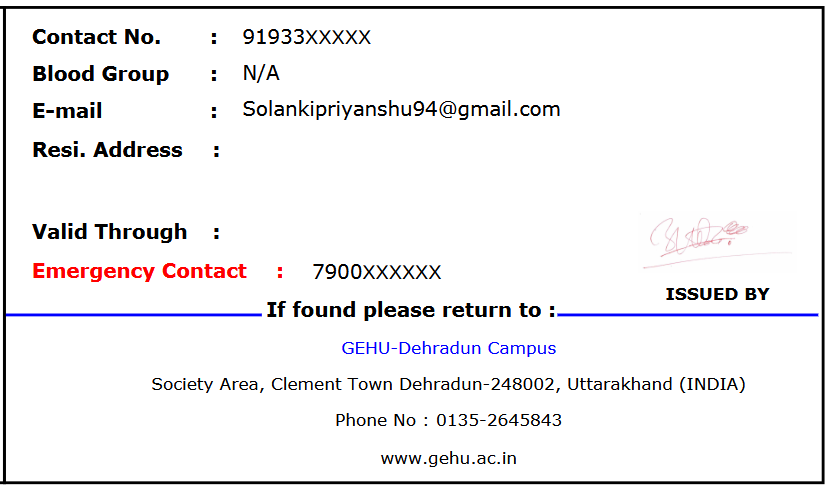 Contact No. : 91933XXXXX
Blood Group : N/A
E-mail : Solankipriyanshu94@gmail.com
Resi. Address :
Valid Through :
Emergency Contact : 7900XXXXXX
ISSUED BY
If found please return to :
GEHU-Dehradun Campus
Society Area, Clement Town Dehradun-248002, Uttarakhand (INDIA)
Phone No : 0135-2645843
www.gehu.ac.in